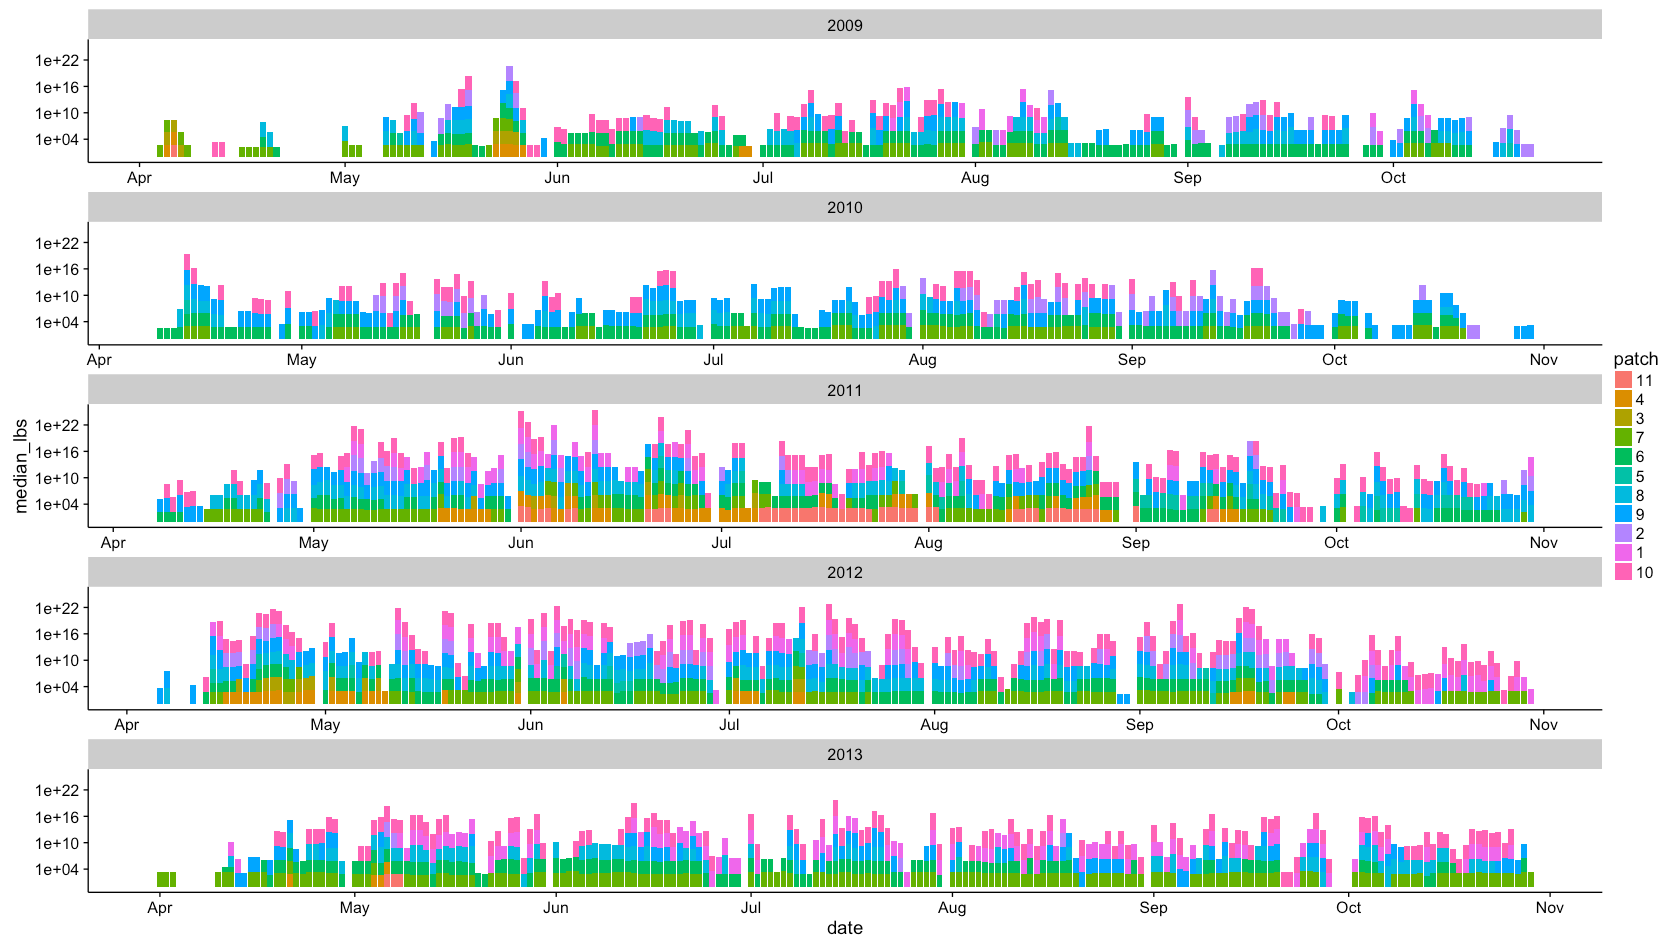 2009
1e+22
1e+16
1e+10
1e+04
Apr May Jun Jul Aug Sep Oct
2010
1e+22
1e+16
1e+10
1e+04
Apr May Jun Jul Aug Sep Oct Nov
2011
1e+22
1e+16
1e+10
1e+04
Apr May Jun Jul Aug Sep Oct Nov
2012
1e+22
1e+16
1e+10
1e+04
Apr May Jun Jul Aug Sep Oct Nov
2013
1e+22
1e+16
1e+10
1e+04
Apr May Jun Jul Aug Sep Oct Nov
date
median_lbs
patch
11
4
3
7
6
5
8
9
2
1
10